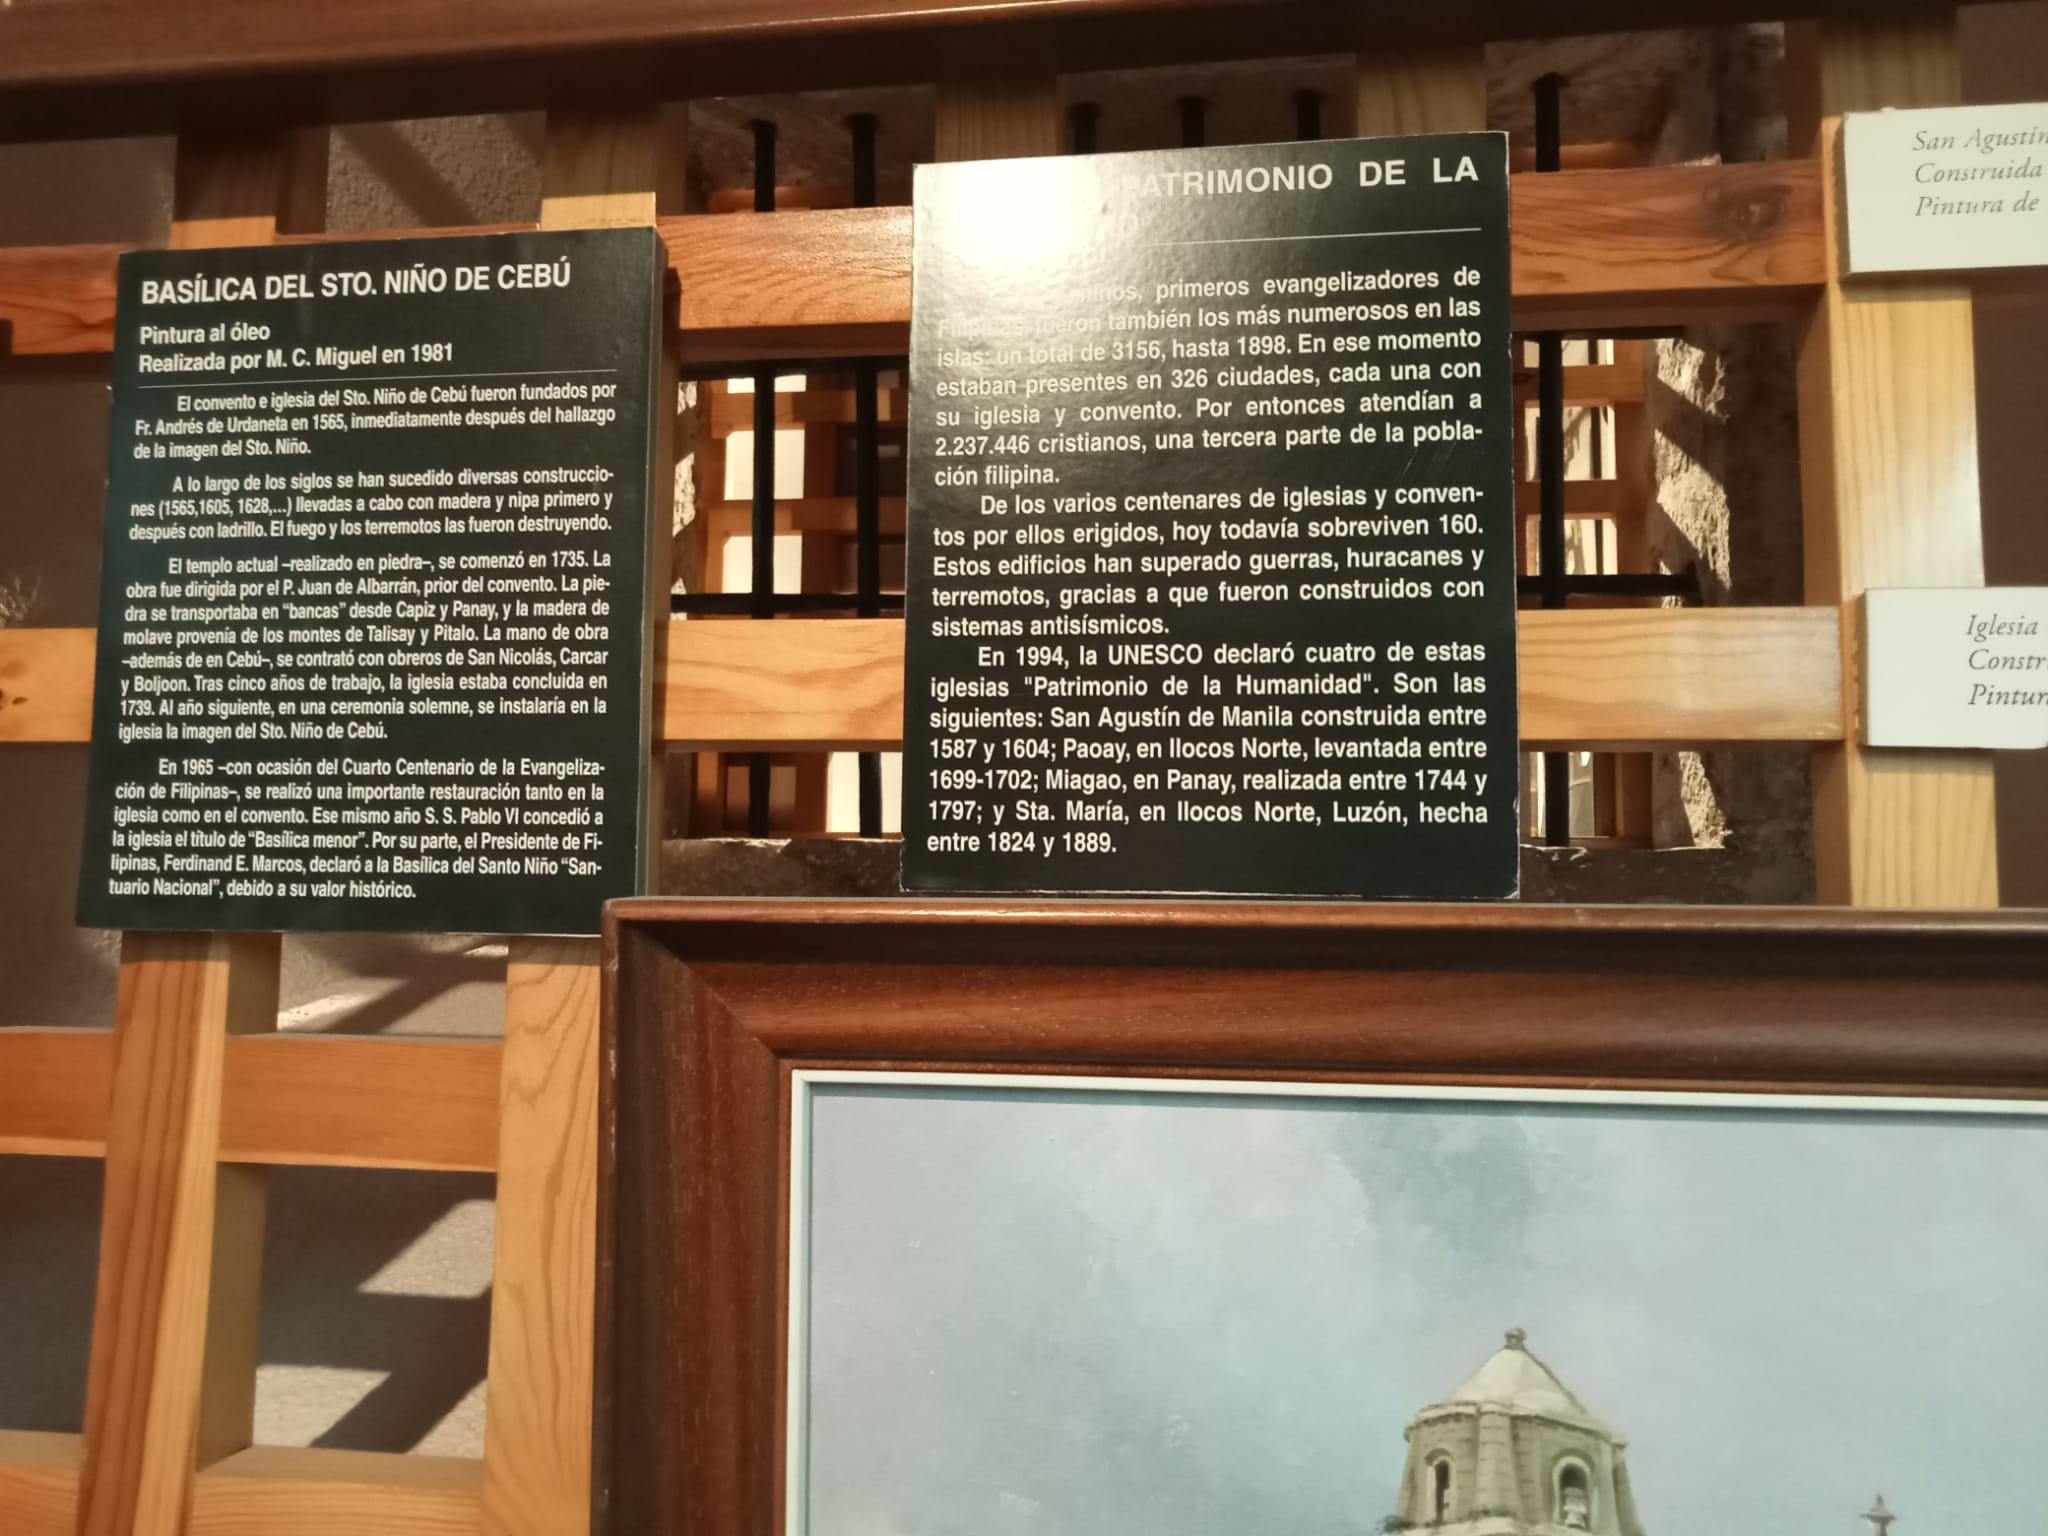 BASÍLICA DEL STO. NIÑO DE CEBÚ
Pintura al óleo
Realizada por M. C. Miguel en 1981
El convento e iglesia del Sto. Niño de Cebú fueron fundados por
Fr. Andrés de Urdaneta en 1565, inmediatamente después del hallazgo
de la imagen del Sto. Niño.
A lo largo de los siglos se han sucedido diversas construccio-
nes (1565,1605, 1628,...) llevadas a cabo con madera y nipa primero y
después con ladrillo. El fuego y los terremotos las fueron destruyendo.
El templo actual –realizado en piedra–, se comenzó en 1735. La
obra fue dirigida por el P. Juan de Albarrán, prior del convento. La pie-
dra se transportaba en “bancas” desde Capiz y Panay, y la madera de
molave provenía de los montes de Talisay y Pitalo. La mano de obra
–además de en Cebú–, se contrató con obreros de San Nicolás, Carcar
y Boljoon. Tras cinco años de trabajo, la iglesia estaba concluida en
1739. Al año siguiente, en una ceremonia solemne, se instalaría en la
iglesia la imagen del Sto. Niño de Cebú.
En 1965 –con ocasión del Cuarto Centenario de la Evangeliza-
ción de Filipinas–, se realizó una importante restauración tanto en la
iglesia como en el convento. Ese mismo año S. S. Pablo VI concedió a
la iglesia el título de “Basílica menor”. Por su parte, el Presidente de Fi-
lipinas, Ferdinand E. Marcos, declaró a la Basílica del Santo Niño “San-
tuario Nacional”, debido a su valor histórico.
PATRIMONIO DE LA
primeros evangelizadores de
Filipinas, fueron también los más numerosos en las
islas: un total de 3156, hasta 1898. En ese momento
estaban presentes en 326 ciudades, cada una con
su iglesia y convento. Por entonces atendían a
2.237.446 cristianos, una tercera parte de la pobla-
ción filipina.
De los varios centenares de iglesias y conven-
tos por ellos erigidos, hoy todavía sobreviven 160.
Estos edificios han superado guerras, huracanes y
terremotos, gracias a que fueron construidos con
sistemas antisísmicos.
En 1994, la UNESCO declaró cuatro de estas
iglesias "Patrimonio de la Humanidad". Son las
siguientes: San Agustín de Manila construida entre
1587 y 1604; Paoay, en Ilocos Norte, levantada entre
1699-1702; Miagao, en Panay, realizada entre 1744 y
1797; y Sta. María, en Ilocos Norte, Luzón, hecha
entre 1824 y 1889.
San Agustín
Construida
Pintura de
Iglesia